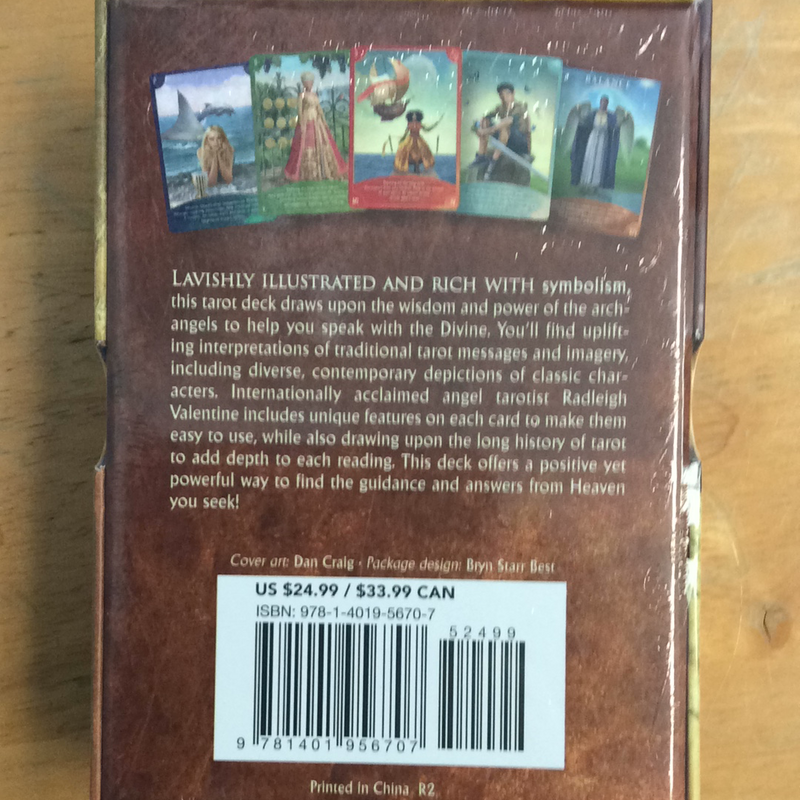 BALANCE
LAVISHLY ILLUSTRATED AND RICH WITH symbolism,
this tarot deck draws upon the wisdom and power of the arch-
angels to help you speak with the Divine. You'll find uplift-
ing interpretations of traditional tarot messages and imagery,
including diverse, contemporary depictions of classic char-
acters. Internationally acclaimed angel tarotist Radleigh
Valentine includes unique features on each card to make them
easy to use, while also drawing upon the long history of tarot
to add depth to each reading. This deck offers a positive yet
powerful way to find the guidance and answers from Heaven
you seek!
Cover art: Dan Craig · Package design: Bryn Starr Best
US $24.99 / $33.99 CAN
ISBN: 978-1-4019-5670-7
52499
9 781401 956707
Printed in China R2